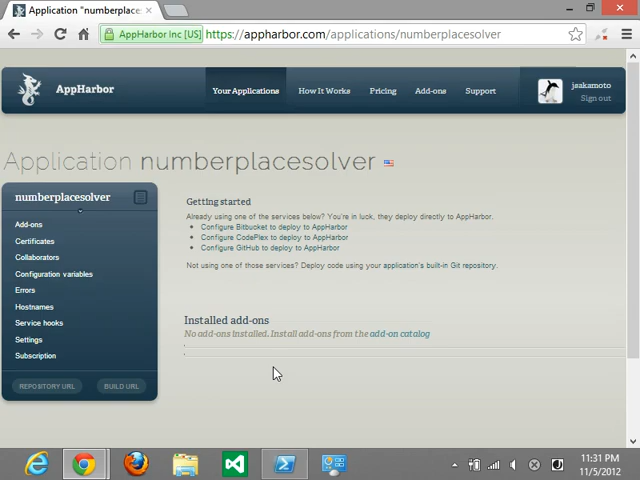 Application "numberplaces
AppHarbor Inc [US]
https://appharbor.com/applications/numberplacesolver
AppHarbor
Your Applications
How It Works
Pricing
Add-ons
Support
jsakamoto
Sign out
Application numberplacesolver
numberplacesolver
Add-ons
Certificates
Collaborators
Configuration variables
Errors
Hostnames
Service hooks
Settings
Subscription
REPOSITORY URL
BUILD URL
Getting started
Already using one of the services below? You're in luck, they deploy directly to AppHarbor.
Configure Bitbucket to deploy to AppHarbor
Configure CodePlex to deploy to AppHarbor
Configure GitHub to deploy to AppHarbor
Not using one of those services? Deploy code using your application's built-in Git repository.
Installed add-ons
No add-ons installed. Install add-ons from the add-on catalog
11:31 PM
11/5/2012